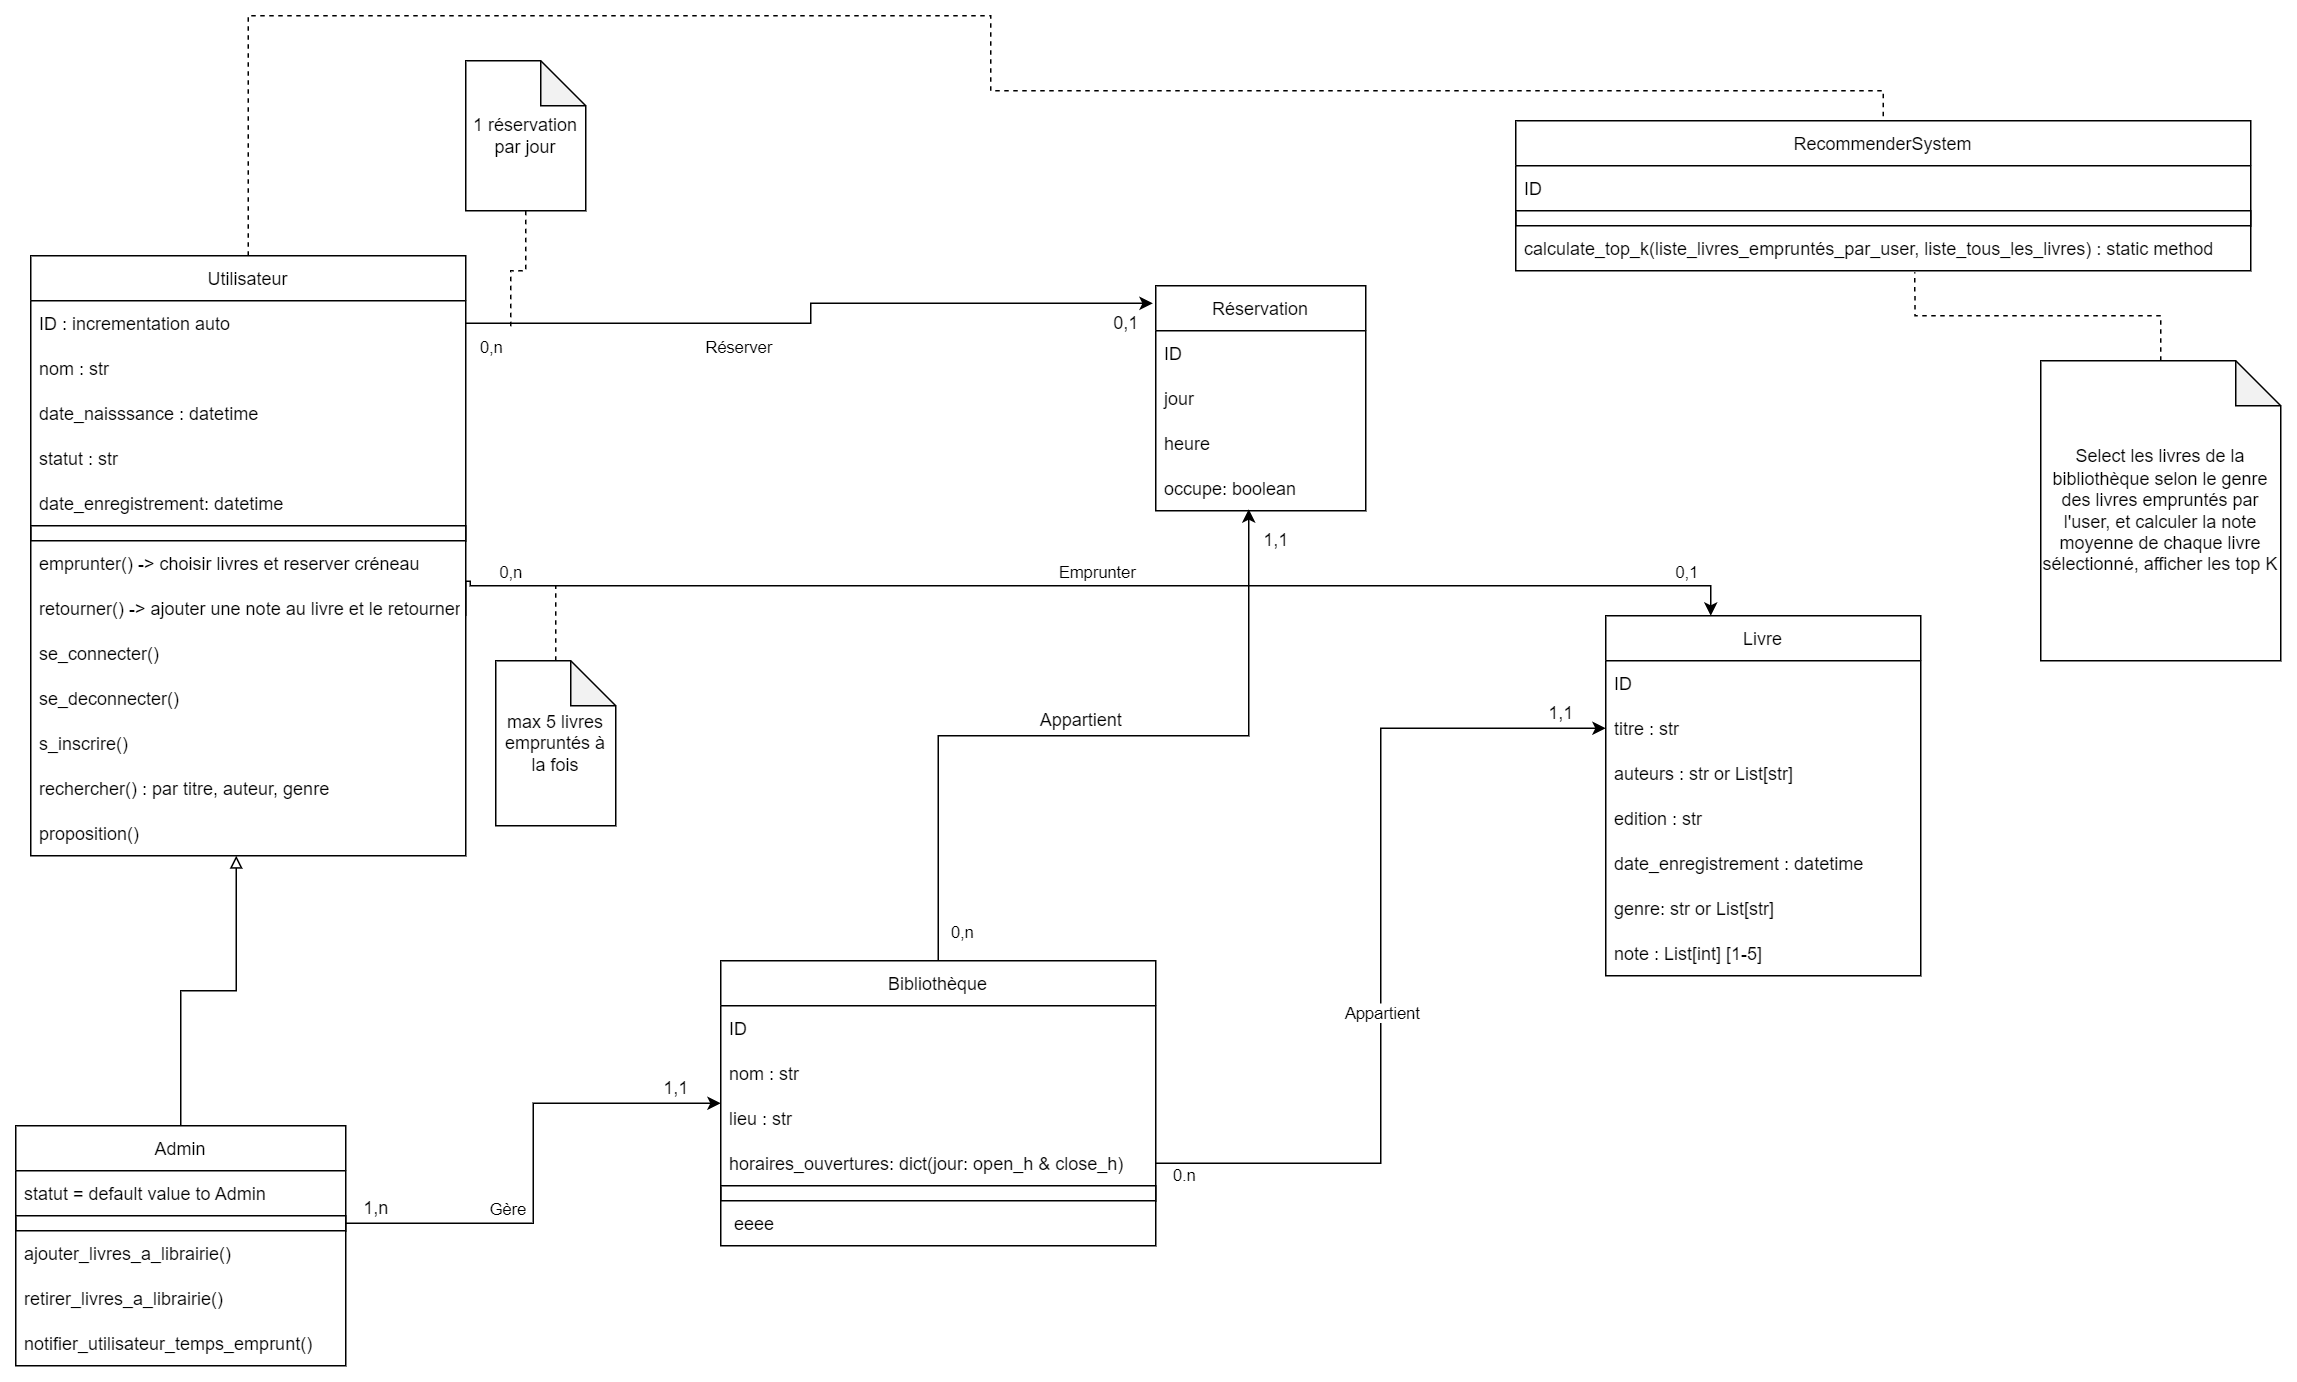 1 réservation
par jour
RecommenderSystem
ID
calculate_top_k(liste_livres_empruntés_par_user, liste_tous_les_livres) : static method
Utilisateur
ID : incrementation auto
nom : str
date_naisssance : datetime
statut : str
date_enregistrement: datetime
emprunter() -> choisir livres et reserver créneau
retourner() -> ajouter une note au livre et le retourner
se_connecter()
se_deconnecter()
s_inscrire()
rechercher() : par titre, auteur, genre
proposition()
0,n
Réserver
0,1
Réservation
ID
jour
heure
occupe: boolean
1,1
Select les livres de la
bibliothèque selon le genre
des livres empruntés par
l'user, et calculer la note
moyenne de chaque livre
sélectionné, afficher les top K
0,n
Emprunter
0,1
max 5 livres
empruntés à
la fois
Livre
ID
titre : str
auteurs : str or List[str]
edition : str
date_enregistrement : datetime
genre: str or List[str]
note : List[int] [1-5]
Appartient
1,1
0,n
Bibliothèque
ID
nom : str
lieu : str
horaires_ouvertures: dict(jour: open_h & close_h)
eeee
Appartient
0.n
1,1
Gère
1,n
Admin
statut = default value to Admin
ajouter_livres_a_librairie()
retirer_livres_a_librairie()
notifier_utilisateur_temps_emprunt()